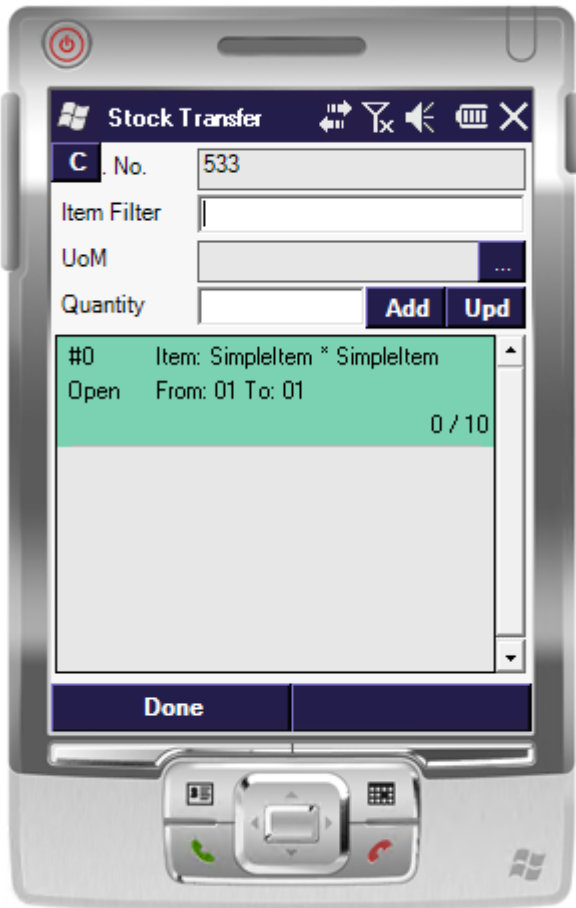 Stock Transfer
C . No. 533
Item Filter
UoM ...
Quantity Add Upd
#0 Item: SimpleItem * SimpleItem
Open From: 01 To: 01
0 / 10
Done